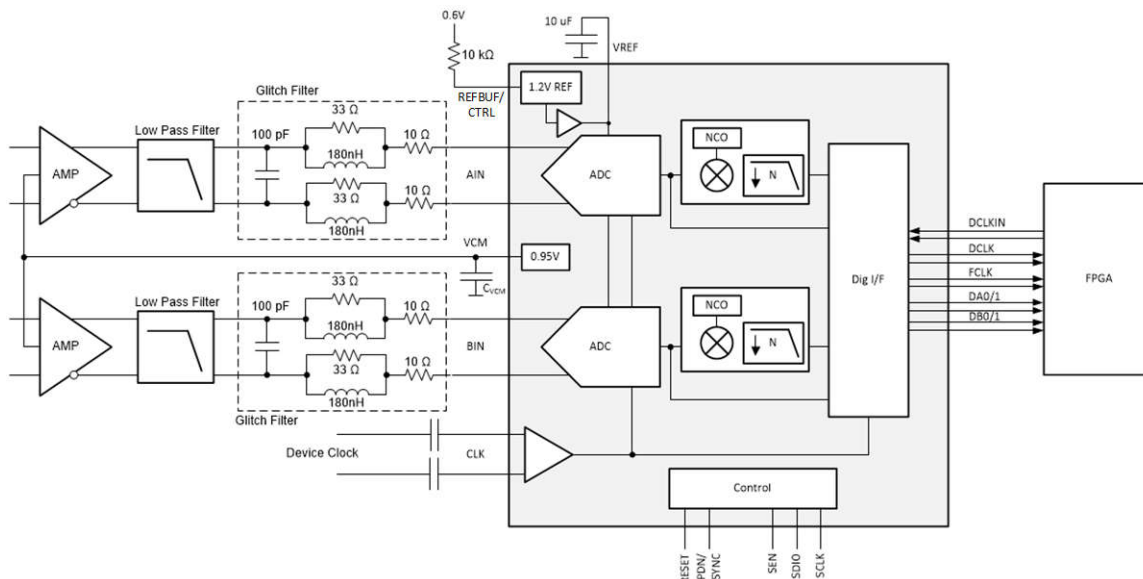 0.6V
10 uF
VREF
10 kΩ
REFBUF/
CTRL
1.2V REF
Glitch Filter
33 Ω
Low Pass Filter
100 pF
10 Ω
180nH
AMP
AIN
ADC
NCO
N
33 Ω
10 Ω
180nH
VCM
0.95V
CVCM
Dig I/F
DCLKIN
DCLK
FCLK
DA0/1
DB0/1
FPGA
33 Ω
Low Pass Filter
100 pF
10 Ω
180nH
AMP
BIN
ADC
NCO
N
33 Ω
10 Ω
180nH
Glitch Filter
Device Clock
CLK
Control
RESET
PDN/
SYNC
SEN
SDIO
SCLK